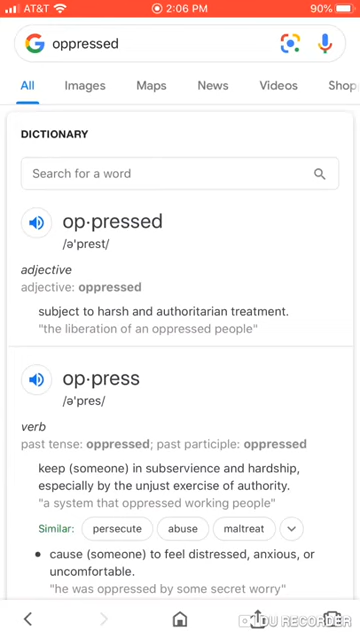 AT&T 2:06 PM 90%
oppressed
All Images Maps News Videos Shop
DICTIONARY
Search for a word
op·pressed
/əˈprest/
adjective
adjective: oppressed
subject to harsh and authoritarian treatment.
"the liberation of an oppressed people"
op·press
/əˈpres/
verb
past tense: oppressed; past participle: oppressed
keep (someone) in subservience and hardship,
especially by the unjust exercise of authority.
"a system that oppressed working people"
Similar: persecute abuse maltreat
cause (someone) to feel distressed, anxious, or
uncomfortable.
"he was oppressed by some secret worry"
DU RECORDER